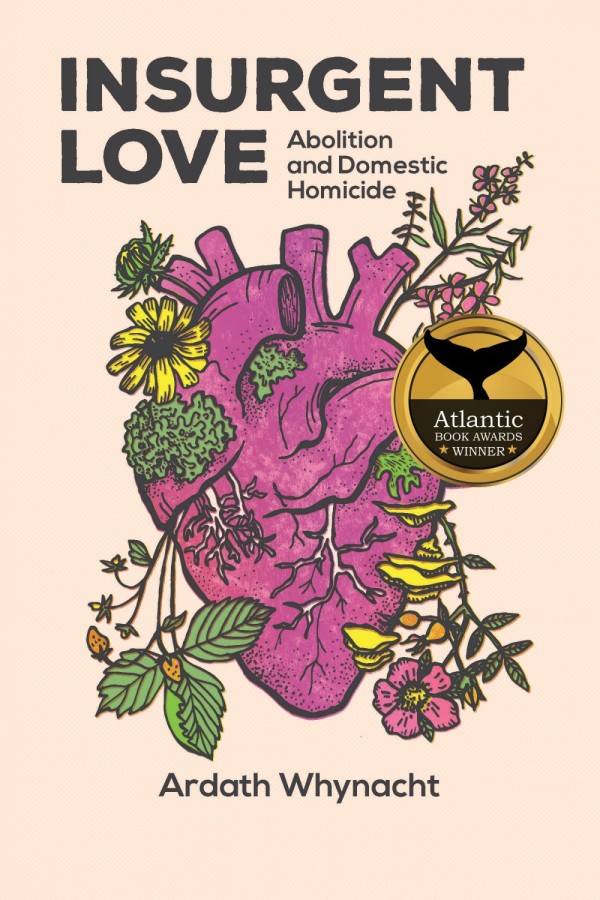 INSURGENT
LOVE
Abolition
and Domestic
Homicide
Atlantic
BOOK AWARDS
WINNER
Ardath Whynacht